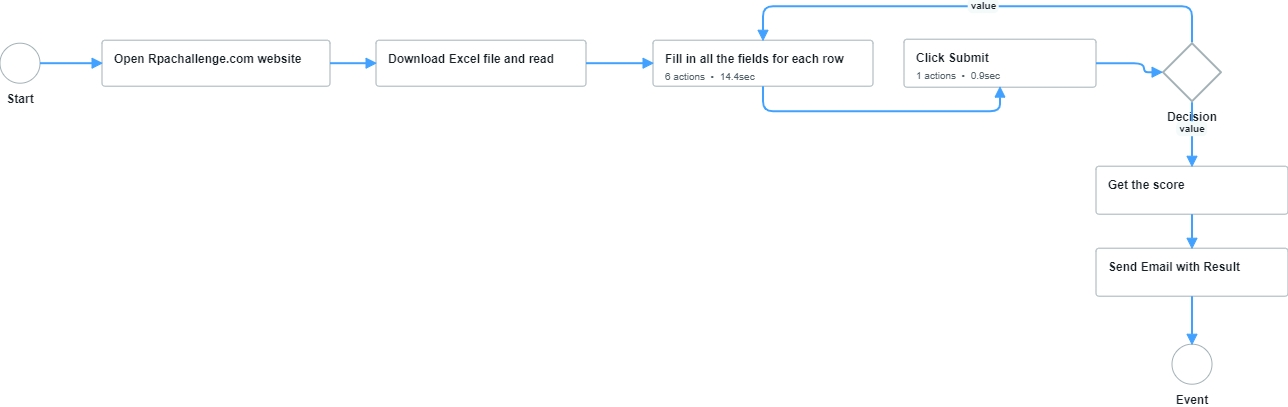 value
Start
Open Rpachallenge.com website
Download Excel file and read
Fill in all the fields for each row
6 actions • 14.4sec
Click Submit
1 actions • 0.9sec
Decision
value
Get the score
Send Email with Result
Event